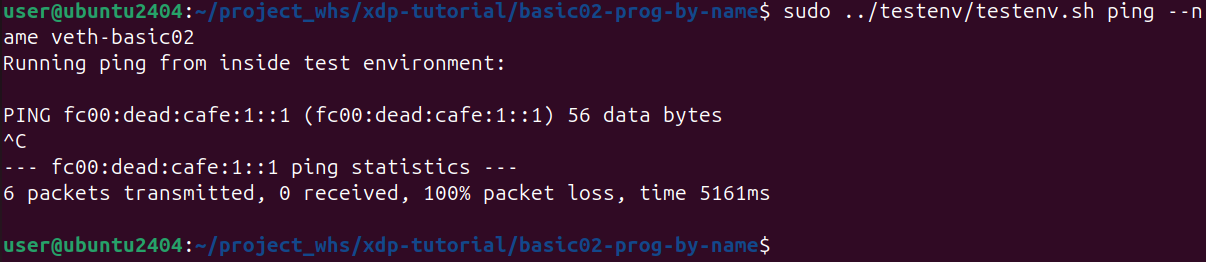 user@ubuntu2404:~/project_whs/xdp-tutorial/basic02-prog-by-name$ sudo ../testenv/testenv.sh ping --n
ame veth-basic02
Running ping from inside test environment:
PING fc00:dead:cafe:1::1 (fc00:dead:cafe:1::1) 56 data bytes
^C
--- fc00:dead:cafe:1::1 ping statistics ---
6 packets transmitted, 0 received, 100% packet loss, time 5161ms
user@ubuntu2404:~/project_whs/xdp-tutorial/basic02-prog-by-name$